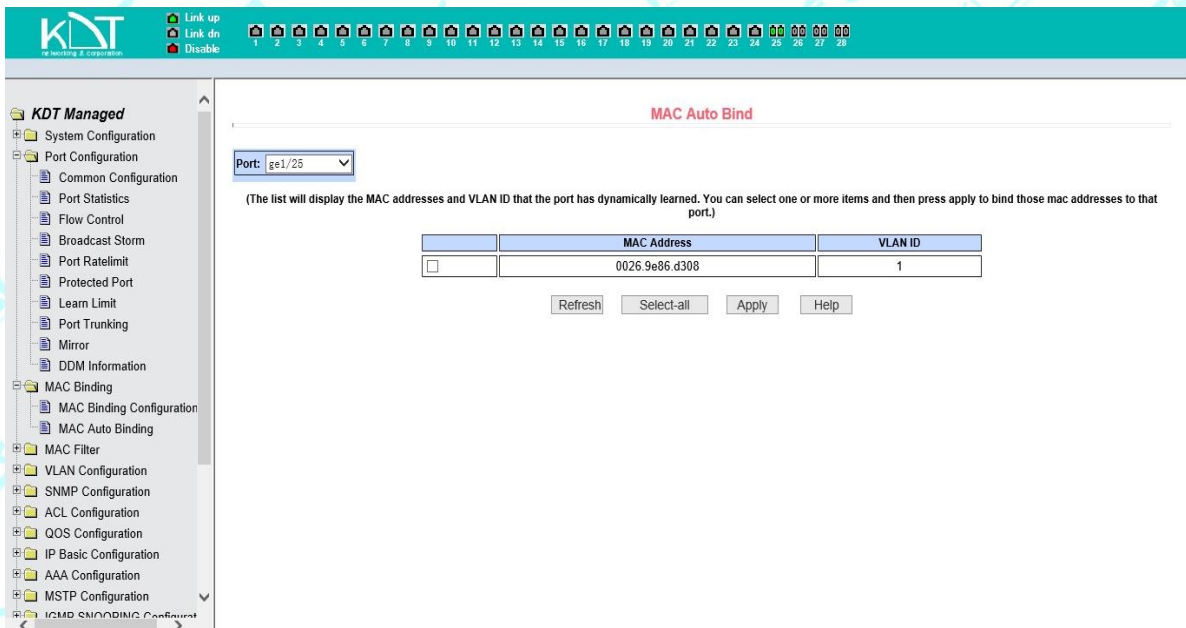 KDT
networking & corporation
Link up
Link dn
Disable
1 2 3 4 5 6 7 8 9 10 11 12 13 14 15 16 17 18 19 20 21 22 23 24 25 26 27 28
KDT Managed
System Configuration
Port Configuration
Common Configuration
Port Statistics
Flow Control
Broadcast Storm
Port Ratelimit
Protected Port
Learn Limit
Port Trunking
Mirror
DDM Information
MAC Binding
MAC Binding Configuration
MAC Auto Binding
MAC Filter
VLAN Configuration
SNMP Configuration
ACL Configuration
QOS Configuration
IP Basic Configuration
AAA Configuration
MSTP Configuration
IGMP SNOOPING Configurat
MAC Auto Bind
Port: ge1/25
(The list will display the MAC addresses and VLAN ID that the port has dynamically learned. You can select one or more items and then press apply to bind those mac addresses to that
port.)
MAC Address VLAN ID
0026.9e86.d308 1
Refresh Select-all Apply Help